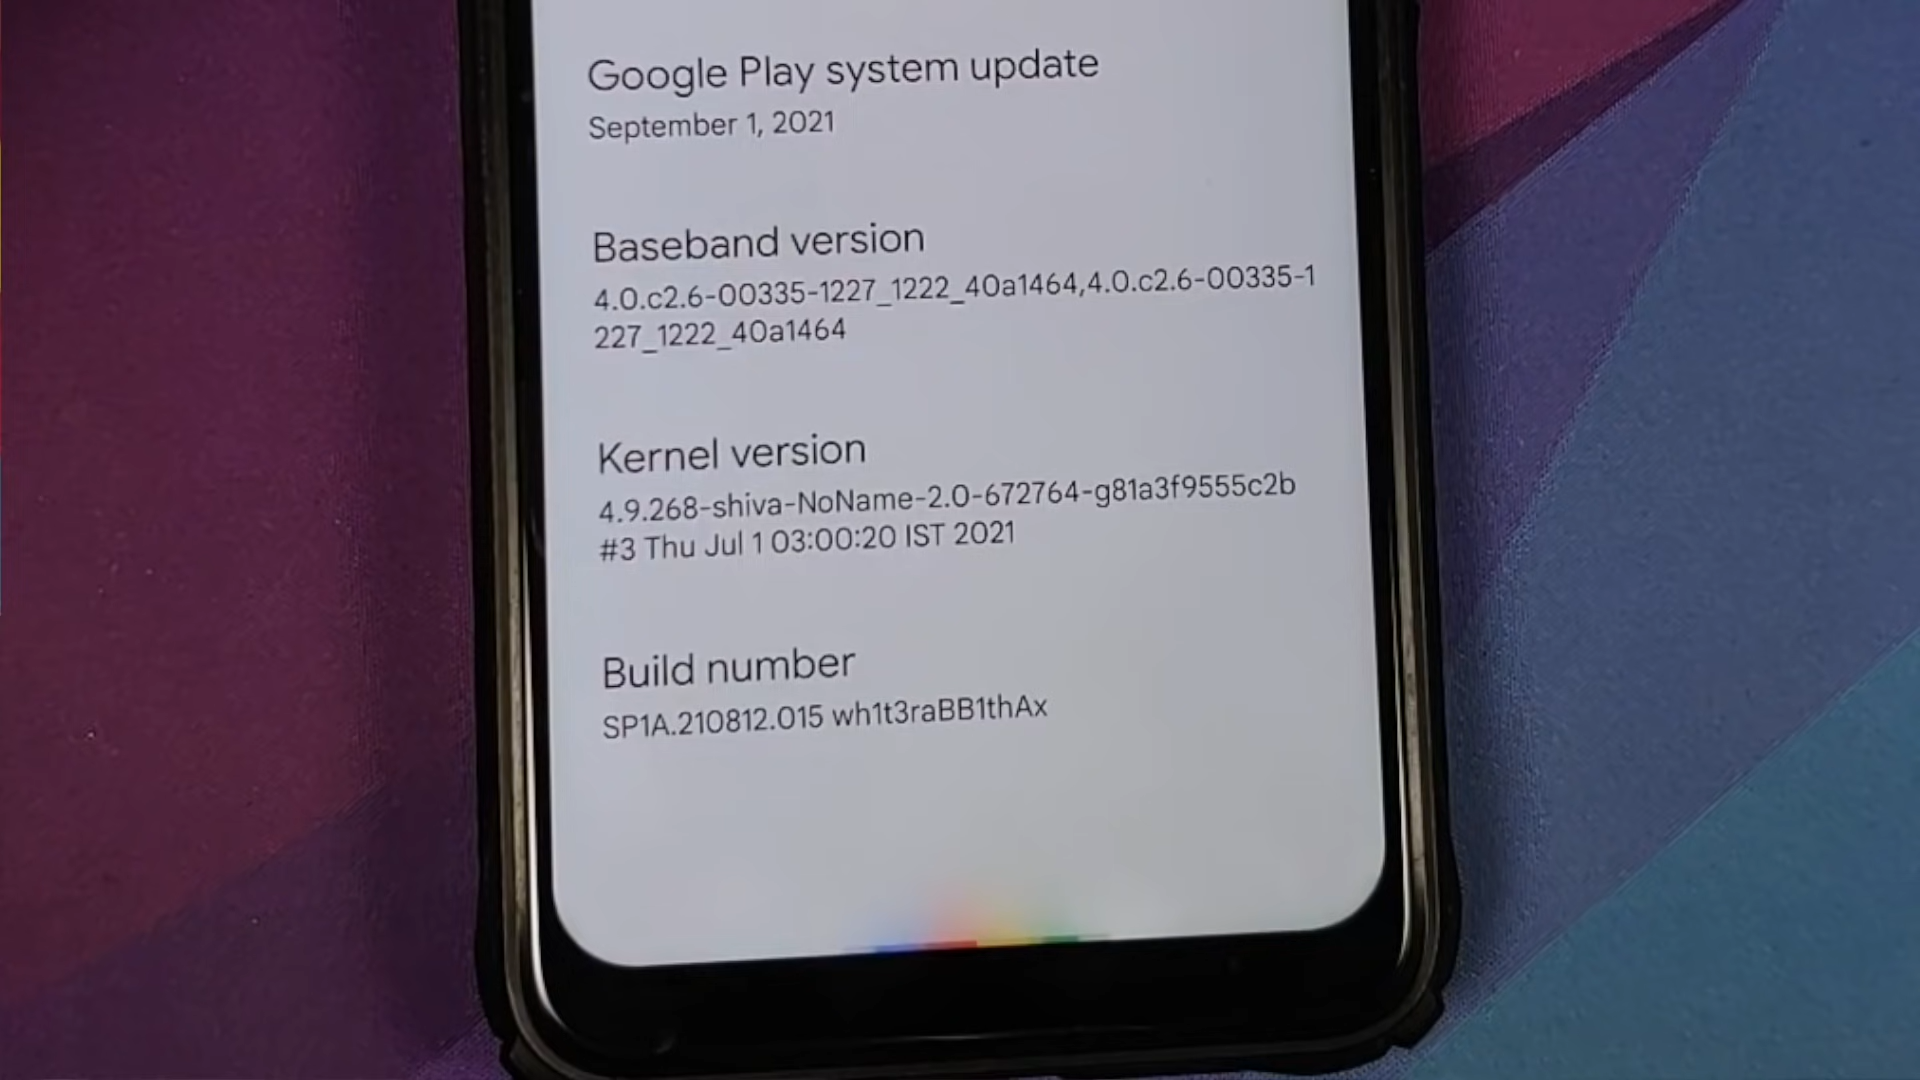 Google Play system update
September 1, 2021
Baseband version
4.0.c2.6-00335-1227_1222_40a1464,4.0.c2.6-00335-1
227_1222_40a1464
Kernel version
4.9.268-shiva-NoName-2.0-672764-g81a3f9555c2b
#3 Thu Jul 1 03:00:20 IST 2021
Build number
SP1A.210812.015 wh1t3raBB1thAx